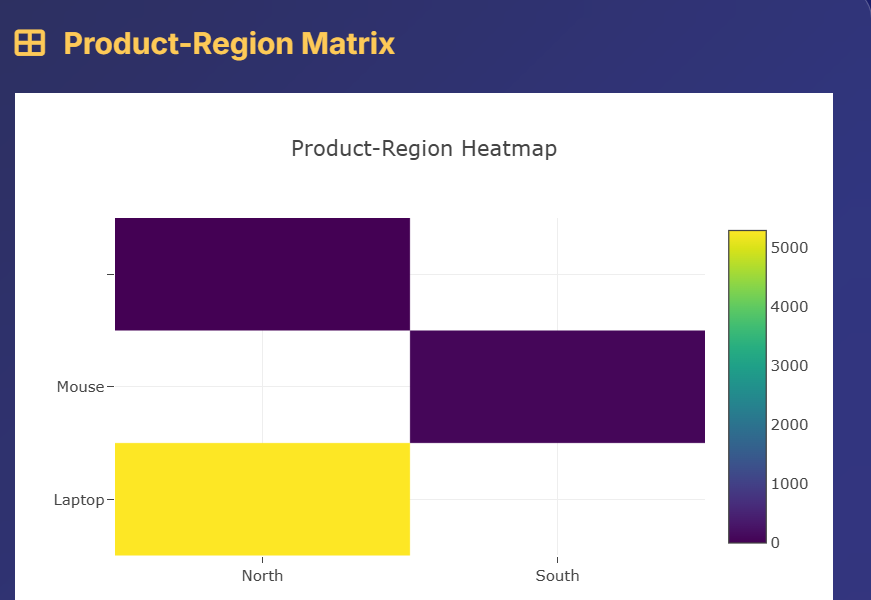 Product-Region Matrix
Product-Region Heatmap
5000
4000
3000
Mouse
2000
1000
Laptop
0
North South